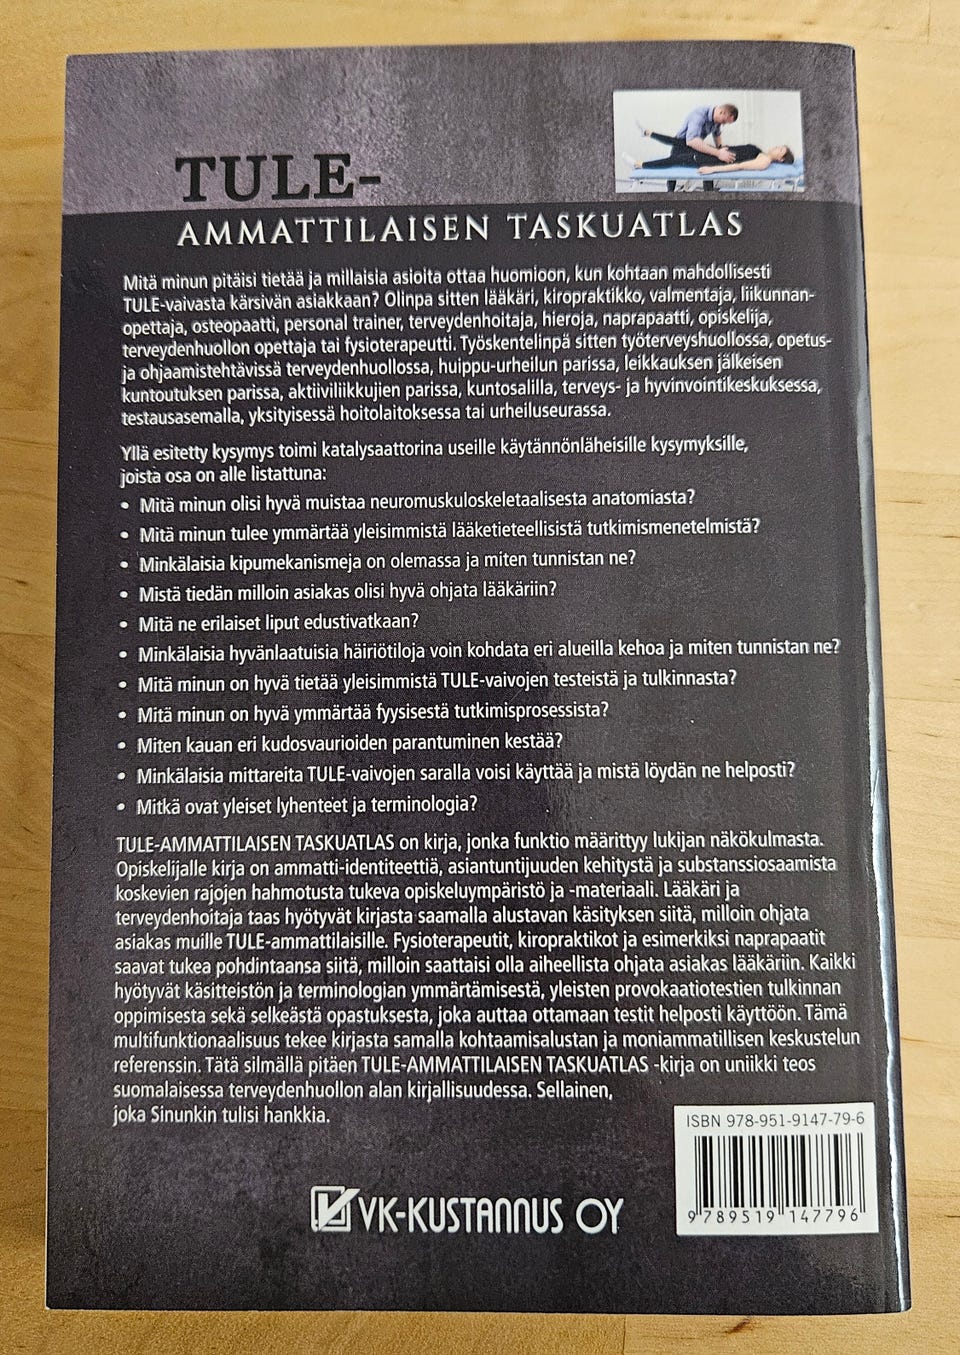 TULE-
AMMATTILAISEN TASKUATLAS
Mitä minun pitäisi tietää ja millaisia asioita ottaa huomioon, kun kohtaan mahdollisesti
TULE-vaivasta kärsivän asiakkaan? Olinpa sitten lääkäri, kiropraktikko, valmentaja, liikunnan-
opettaja, osteopaatti, personal trainer, terveydenhoitaja, hieroja, naprapaatti, opiskelija,
terveydenhuollon opettaja tai fysioterapeutti. Työskentelinpä sitten työterveyshuollossa, opetus-
ja ohjaamistehtävissä terveydenhuollossa, huippu-urheilun parissa, leikkauksen jälkeisen
kuntoutuksen parissa, aktiiviliikkujien parissa, kuntosalilla, terveys- ja hyvinvointikeskuksessa,
testausasemalla, yksityisessä hoitolaitoksessa tai urheiluseurassa.
Yllä esitetty kysymys toimi katalysaattorina useille käytännönläheisille kysymyksille,
joista osa on alle listattuna:
• Mitä minun olisi hyvä muistaa neuromuskuloskeletaalisesta anatomiasta?
• Mitä minun tulee ymmärtää yleisimmistä lääketieteellisistä tutkimismenetelmistä?
• Minkälaisia kipumekanismeja on olemassa ja miten tunnistan ne?
• Mistä tiedän milloin asiakas olisi hyvä ohjata lääkäriin?
• Mitä ne erilaiset liput edustivatkaan?
• Minkälaisia hyvänlaatuisia häiriötiloja voin kohdata eri alueilla kehoa ja miten tunnistan ne?
• Mitä minun on hyvä tietää yleisimmistä TULE-vaivojen testeistä ja tulkinnasta?
• Mitä minun on hyvä ymmärtää fyysisestä tutkimisprosessista?
• Miten kauan eri kudosvaurioiden parantuminen kestää?
• Minkälaisia mittareita TULE-vaivojen saralla voisi käyttää ja mistä löydän ne helposti?
• Mitkä ovat yleiset lyhenteet ja terminologia?
TULE-AMMATTILAISEN TASKUATLAS on kirja, jonka funktio määrittyy lukijan näkökulmasta.
Opiskelijalle kirja on ammatti-identiteettiä, asiantuntijuuden kehitystä ja substanssiosaamista
koskevien rajojen hahmotusta tukeva opiskeluympäristö ja -materiaali. Lääkäri ja
terveydenhoitaja taas hyötyvät kirjasta saamalla alustavan käsityksen siitä, milloin ohjata
asiakas muille TULE-ammattilaisille. Fysioterapeutit, kiropraktikot ja esimerkiksi naprapaatit
saavat tukea pohdintaansa siitä, milloin saattaisi olla aiheellista ohjata asiakas lääkäriin. Kaikki
hyötyvät käsitteistön ja terminologian ymmärtämisestä, yleisten provokaatiotestien tulkinnan
oppimisesta sekä selkeästä opastuksesta, joka auttaa ottamaan testit helposti käyttöön. Tämä
multifunktionaalisuus tekee kirjasta samalla kohtaamisalustan ja moniammatillisen keskustelun
referenssin. Tätä silmällä pitäen TULE-AMMATTILAISEN TASKUATLAS -kirja on uniikki teos
suomalaisessa terveydenhuollon alan kirjallisuudessa. Sellainen,
joka Sinunkin tulisi hankkia.
ISBN 978-951-9147-79-6
9 789519 147796
VK-KUSTANNUS OY